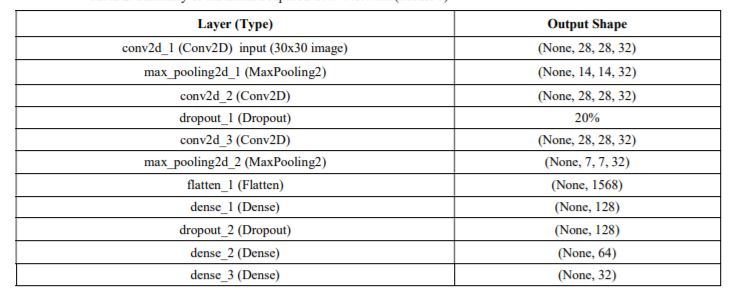 Layer (Type) Output Shape
conv2d_1 (Conv2D) input (30x30 image) (None, 28, 28, 32)
max_pooling2d_1 (MaxPooling2) (None, 14, 14, 32)
conv2d_2 (Conv2D) (None, 28, 28, 32)
dropout_1 (Dropout) 20%
conv2d_3 (Conv2D) (None, 28, 28, 32)
max_pooling2d_2 (MaxPooling2) (None, 7, 7, 32)
flatten_1 (Flatten) (None, 1568)
dense_1 (Dense) (None, 128)
dropout_2 (Dropout) (None, 128)
dense_2 (Dense) (None, 64)
dense_3 (Dense) (None, 32)